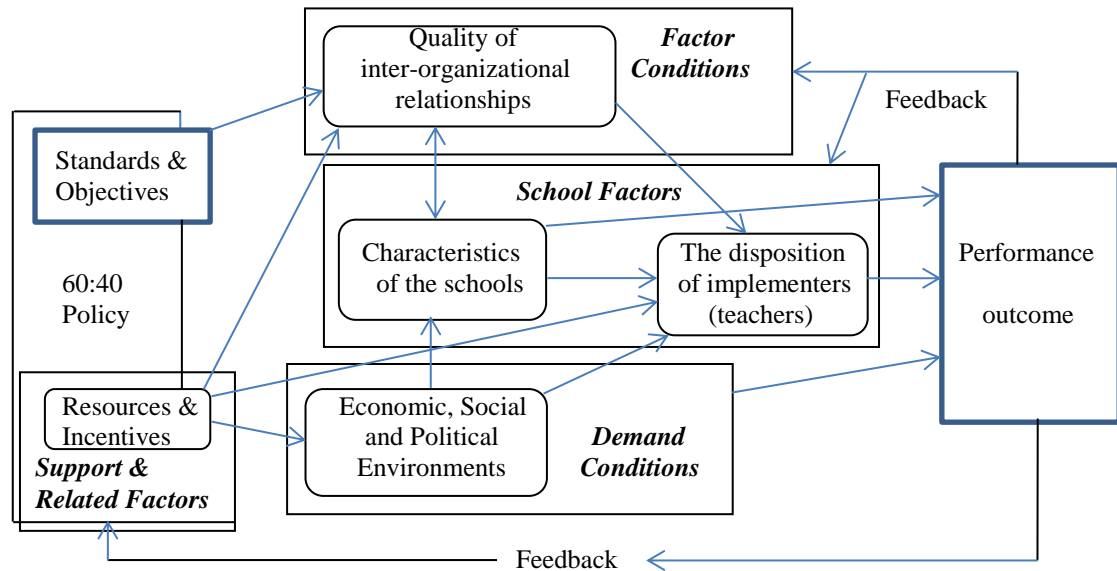 Quality of
inter-organizational
relationships
Factor
Conditions
Feedback
Standards &
Objectives
60:40
Policy
School Factors
Characteristics
of the schools
The disposition
of implementers
(teachers)
Performance
outcome
Resources &
Incentives
Support &
Related Factors
Economic, Social
and Political
Environments
Demand
Conditions
Feedback